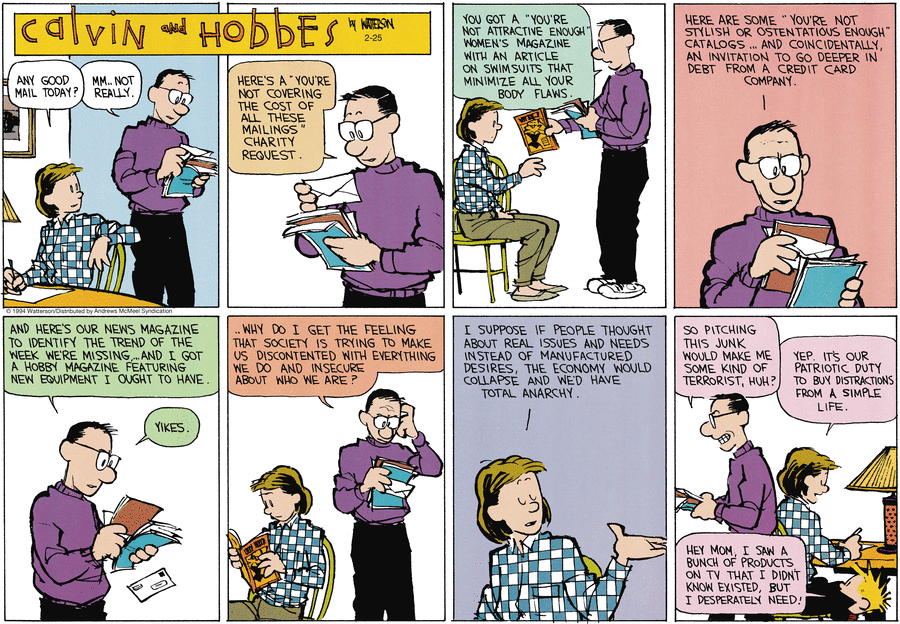 Calvin and Hobbes
by WATTERSON
2-25
ANY GOOD
MAIL TODAY?
MM.. NOT
REALLY.
HERE'S A "YOU'RE
NOT COVERING
THE COST OF
ALL THESE
MAILINGS"
CHARITY
REQUEST.
YOU GOT A "YOU'RE
NOT ATTRACTIVE ENOUGH"
WOMEN'S MAGAZINE
WITH AN ARTICLE
ON SWIMSUITS THAT
MINIMIZE ALL YOUR
BODY FLAWS.
HERE ARE SOME "YOU'RE NOT
STYLISH OR OSTENTATIOUS ENOUGH"
CATALOGS ... AND COINCIDENTALLY,
AN INVITATION TO GO DEEPER IN
DEBT FROM A CREDIT CARD
COMPANY.
© 1994 Watterson/Distributed by Andrews McMeel Syndication
AND HERE'S OUR NEWS MAGAZINE
TO IDENTIFY THE TREND OF THE
WEEK WE'RE MISSING,...AND I GOT
A HOBBY MAGAZINE FEATURING
NEW EQUIPMENT I OUGHT TO HAVE.
YIKES.
..WHY DO I GET THE FEELING
THAT SOCIETY IS TRYING TO MAKE
US DISCONTENTED WITH EVERYTHING
WE DO AND INSECURE
ABOUT WHO WE ARE?
I SUPPOSE IF PEOPLE THOUGHT
ABOUT REAL ISSUES AND NEEDS
INSTEAD OF MANUFACTURED
DESIRES, THE ECONOMY WOULD
COLLAPSE AND WE'D HAVE
TOTAL ANARCHY.
SO PITCHING
THIS JUNK
WOULD MAKE ME
SOME KIND OF
TERRORIST, HUH?
YEP. IT'S OUR
PATRIOTIC DUTY
TO BUY DISTRACTIONS
FROM A SIMPLE
LIFE.
HEY MOM, I SAW A
BUNCH OF PRODUCTS
ON TV THAT I DIDN'T
KNOW EXISTED, BUT
I DESPERATELY NEED!